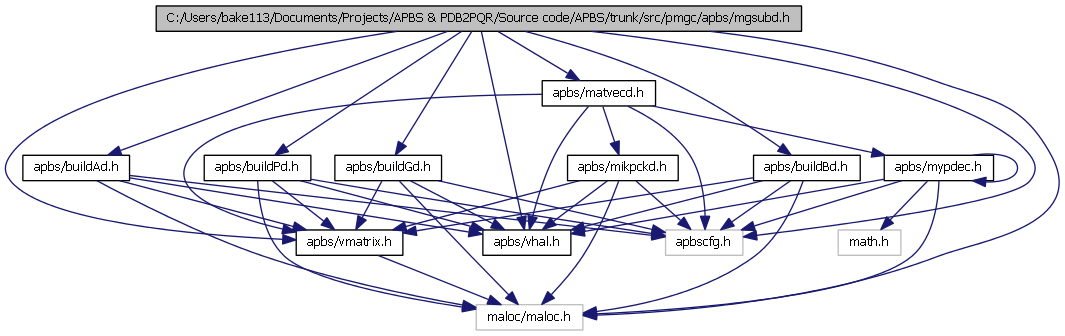 C:/Users/bake113/Documents/Projects/APBS & PDB2PQR/Source code/APBS/trunk/src/pmgc/apbs/mgsubd.h
apbs/matvecd.h
apbs/buildAd.h
apbs/buildPd.h
apbs/buildGd.h
apbs/mikpckd.h
apbs/buildBd.h
apbs/mypdec.h
apbs/vmatrix.h
apbs/vhal.h
apbscfg.h
math.h
maloc/maloc.h